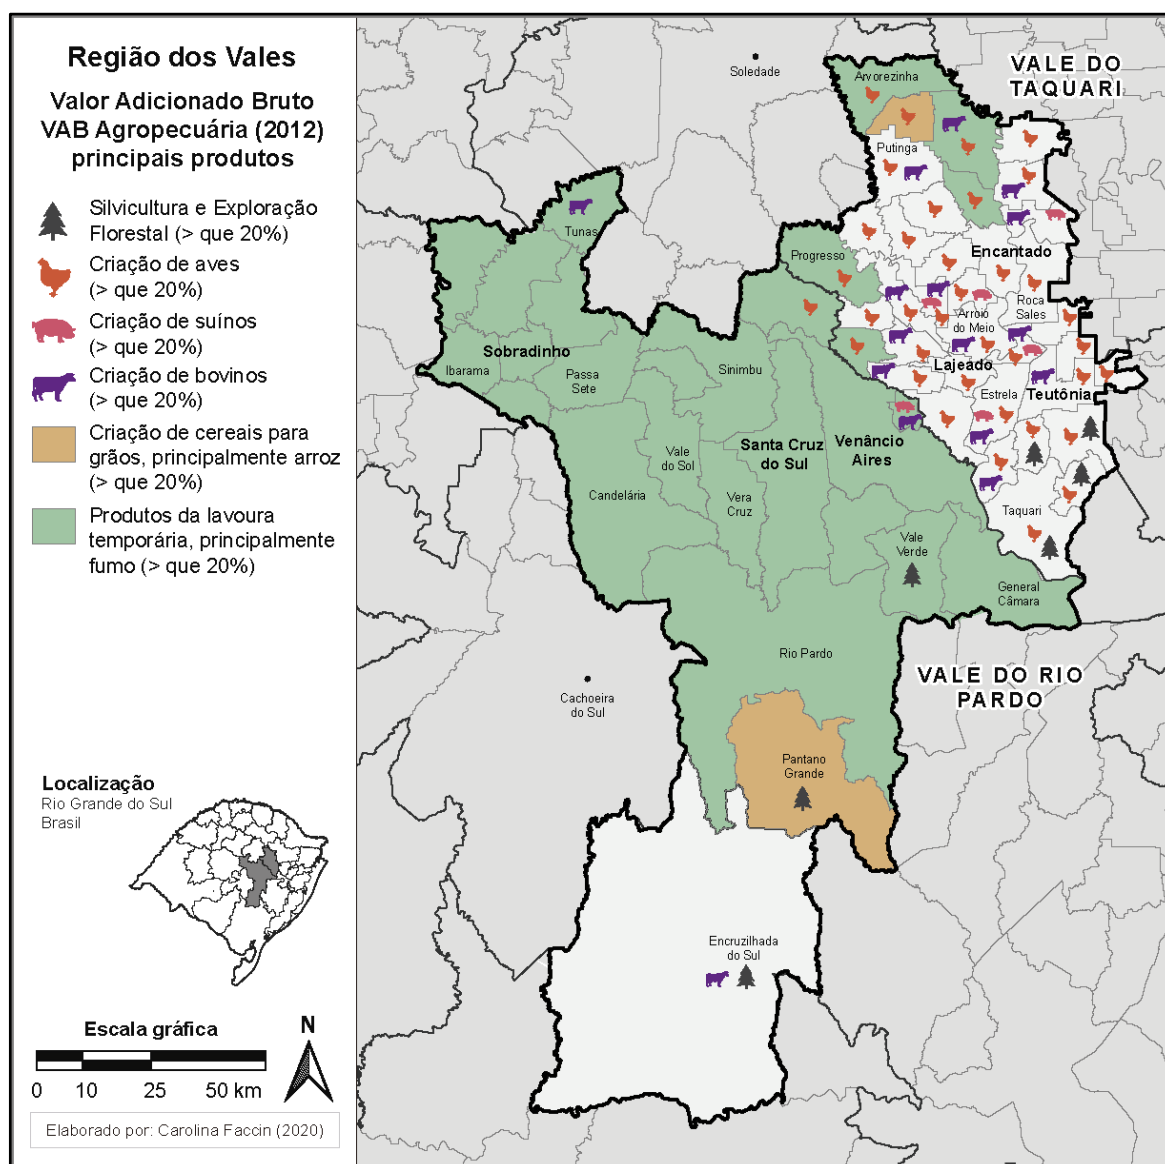 Região dos Vales
Valor Adicionado Bruto
VAB Agropecuária (2012)
principais produtos
Silvicultura e Exploração
Florestal (> que 20%)
Criação de aves
(> que 20%)
Criação de suínos
(> que 20%)
Criação de bovinos
(> que 20%)
Criação de cereais para
grãos, principalmente arroz
(> que 20%)
Produtos da lavoura
temporária, principalmente
fumo (> que 20%)
Localização
Rio Grande do Sul
Brasil
Escala gráfica
N
0 10 25 50 km
Elaborado por: Carolina Faccin (2020)
VALE DO
TAQUARI
Soledade
Arvorezinha
Putinga
Tunas
Encantado
Progresso
Roca
Sales
Arroio
do Meio
Sobradinho
Ibarama
Passa
Sete
Sinimbu
Lajeado
Estrela
Teutônia
Santa Cruz
do Sul
Venâncio
Aires
Vale
do Sol
Candelária
Vera
Cruz
Taquari
Vale
Verde
General
Câmara
Rio Pardo
VALE DO RIO
PARDO
Cachoeira
do Sul
Pantano
Grande
Encruzilhada
do Sul